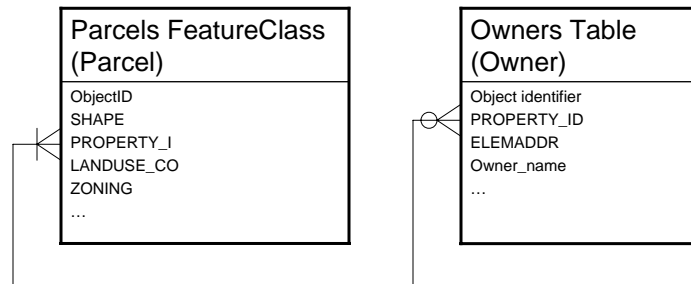 Parcels FeatureClass
(Parcel)
ObjectID
SHAPE
PROPERTY_I
LANDUSE_CO
ZONING
…
Owners Table
(Owner)
Object identifier
PROPERTY_ID
ELEMADDR
Owner_name
…